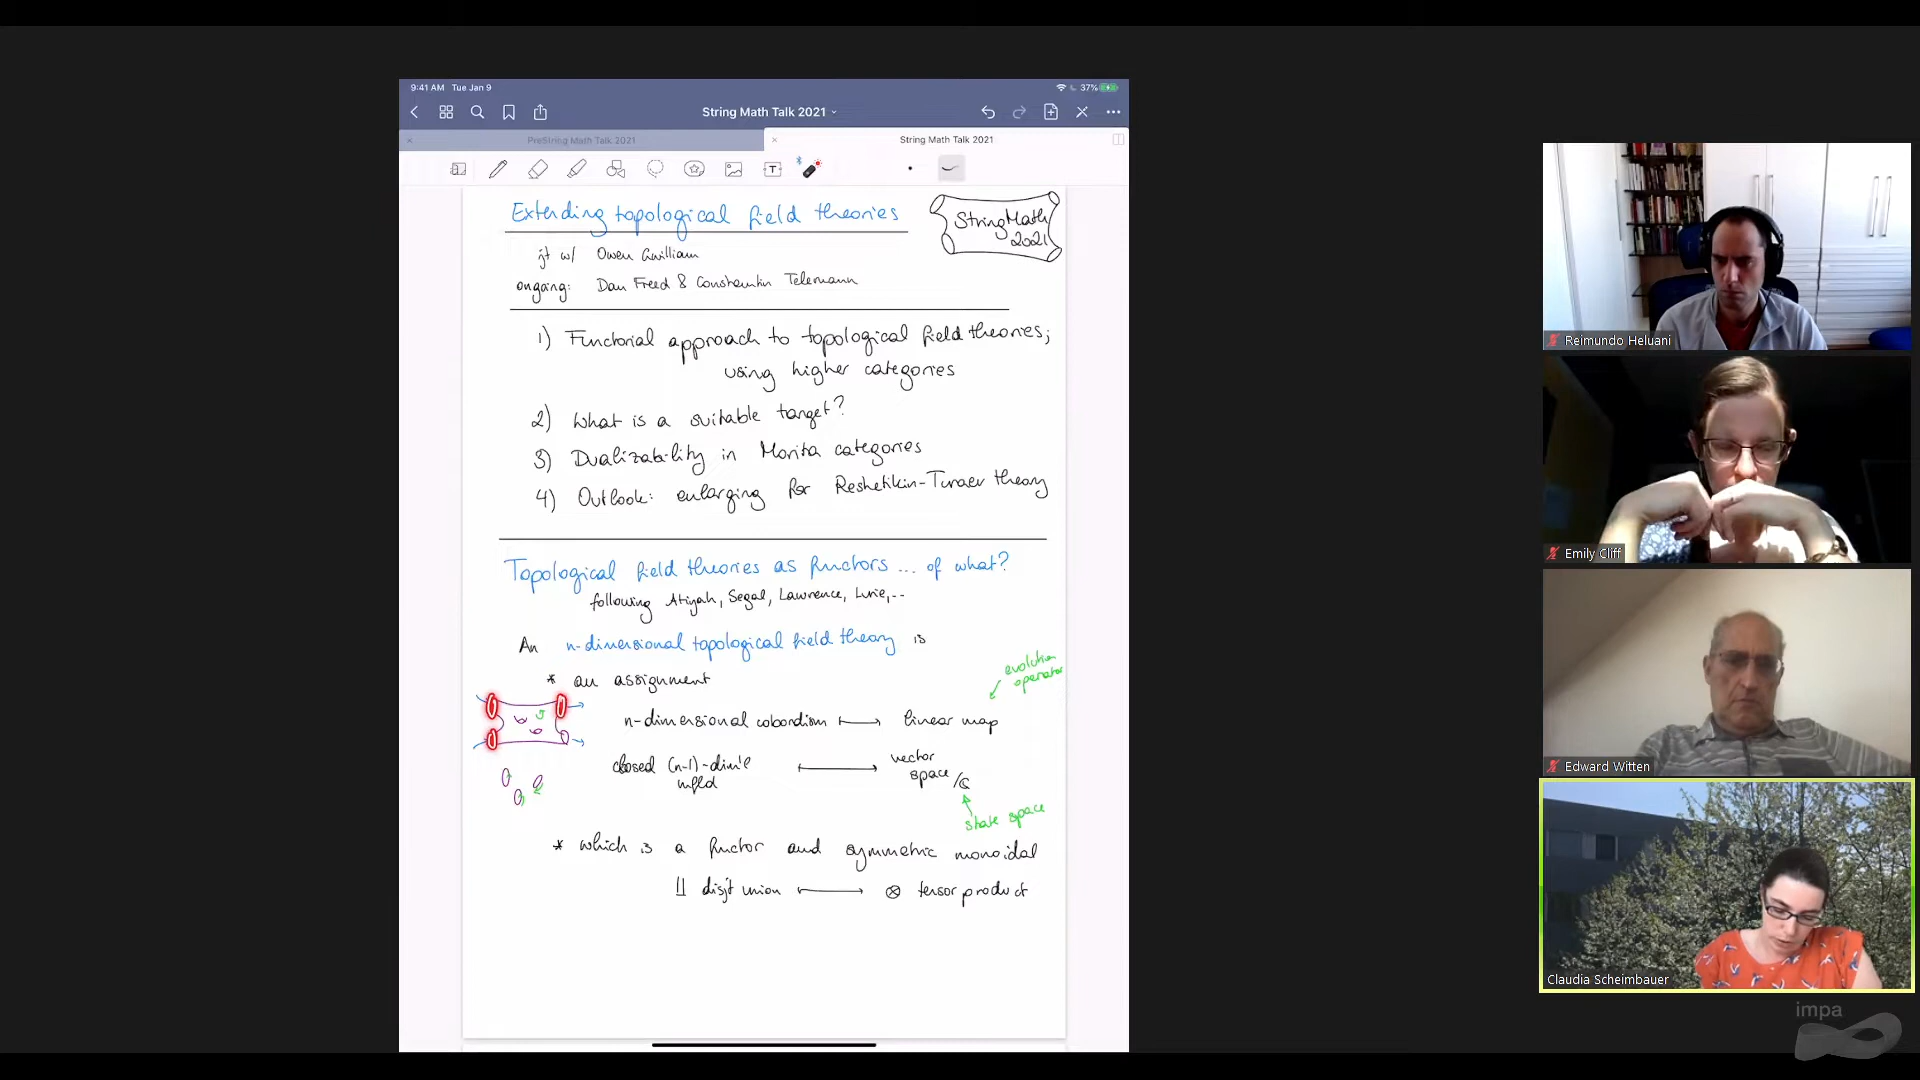 9:41 AM Tue Jan 9
37%
String Math Talk 2021
PreString Math Talk 2021
String Math Talk 2021
Extending topological field theories
StringMath
2021
jt w/ Owen Gwilliam
ongoing: Dan Freed & Constantin Telemann
1) Functorial approach to topological field theories;
using higher categories
2) What is a suitable target?
3) Dualizability in Morita categories
4) Outlook: enlarging for Reshetikin-Turaev theory
Topological field theories as functors ... of what?
following Atiyah, Segal, Lawrence, Lurie,..
An n-dimensional topological field theory is
* an assignment
evolution
operator
n-dimensional cobordism ⟼ linear map
closed (n-1)-dim'l
mfld
⟼ vector
space /ℂ
state space
* which is a functor and symmetric monoidal
⨿ disj't union ⟼ ⊗ tensor product
Reimundo Heluani
Emily Cliff
Edward Witten
Claudia Scheimbauer
impa